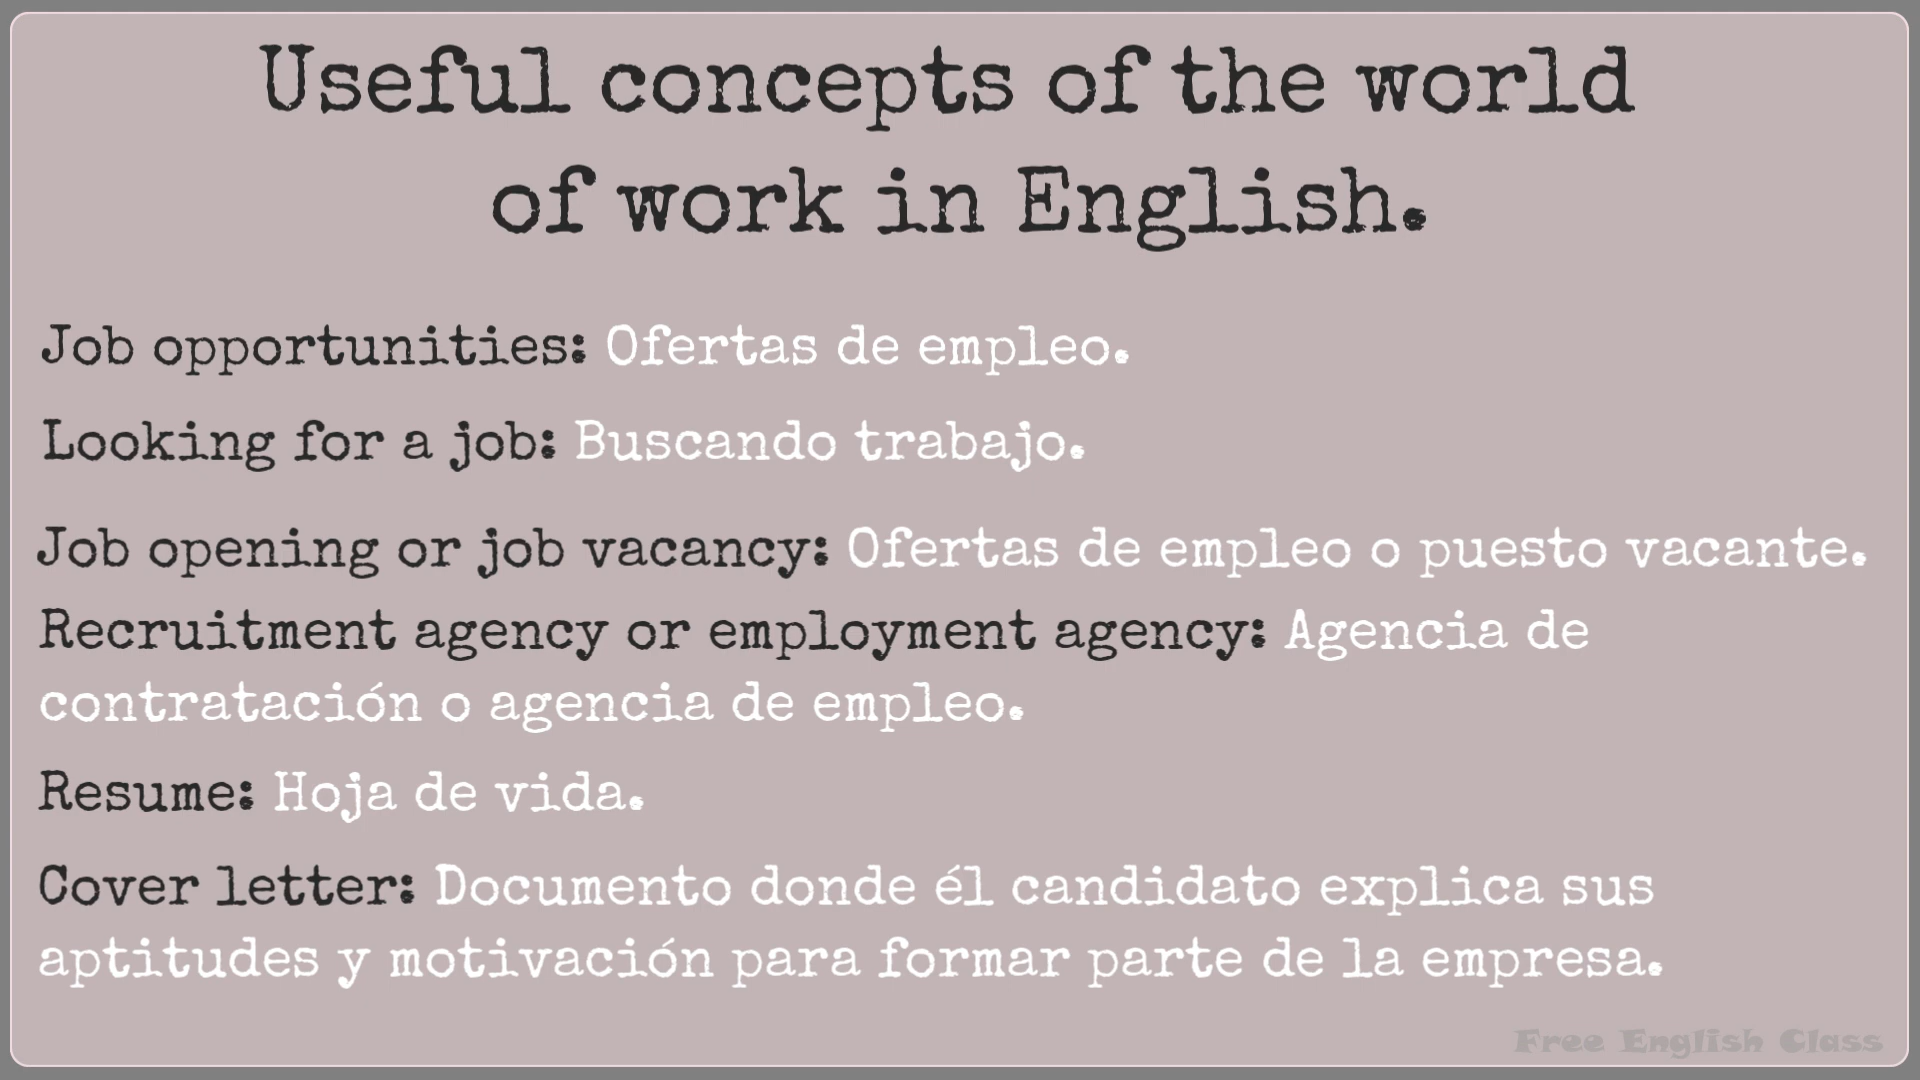 Useful concepts of the world
of work in English.
Job opportunities: Ofertas de empleo.
Looking for a job: Buscando trabajo.
Job opening or job vacancy: Ofertas de empleo o puesto vacante.
Recruitment agency or employment agency: Agencia de
contratación o agencia de empleo.
Resume: Hoja de vida.
Cover letter: Documento donde él candidato explica sus
aptitudes y motivación para formar parte de la empresa.
Free English Class